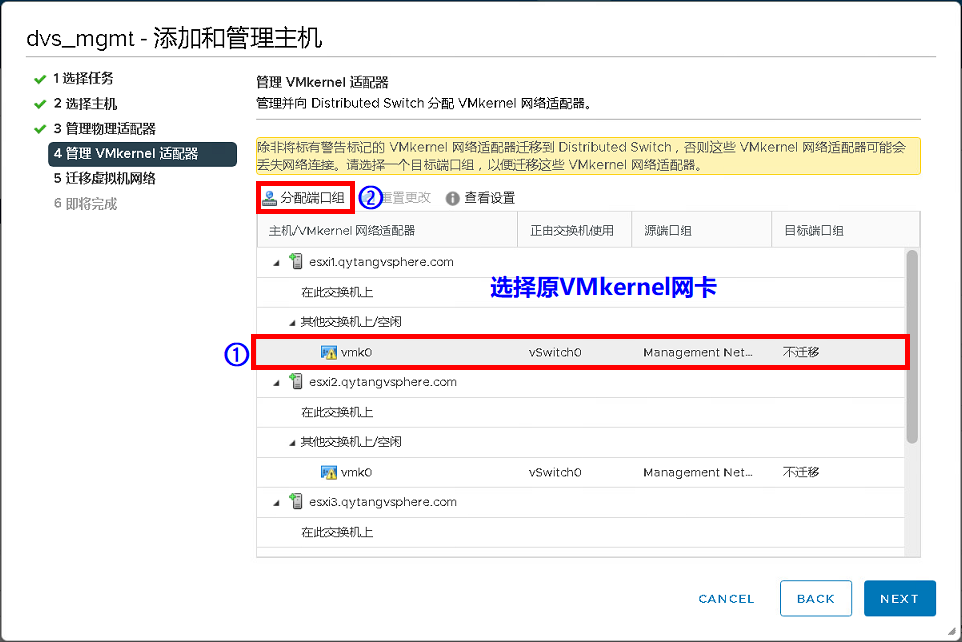 dvs_mgmt - 添加和管理主机
1 选择任务
2 选择主机
3 管理物理适配器
4 管理 VMkernel 适配器
5 迁移虚拟机网络
6 即将完成
管理 VMkernel 适配器
管理并向 Distributed Switch 分配 VMkernel 网络适配器。
除非将标有警告标记的 VMkernel 网络适配器迁移到 Distributed Switch，否则这些 VMkernel 网络适配器可能会
丢失网络连接。请选择一个目标端口组，以便迁移这些 VMkernel 网络适配器。
分配端口组 ② 重置更改 查看设置
主机/VMkernel 网络适配器 正由交换机使用 源端口组 目标端口组
esxi1.qytangvsphere.com
选择原VMkernel网卡
在此交换机上
其他交换机上/空闲
① vmk0 vSwitch0 Management Net... 不迁移
esxi2.qytangvsphere.com
在此交换机上
其他交换机上/空闲
vmk0 vSwitch0 Management Net... 不迁移
esxi3.qytangvsphere.com
在此交换机上
CANCEL BACK NEXT